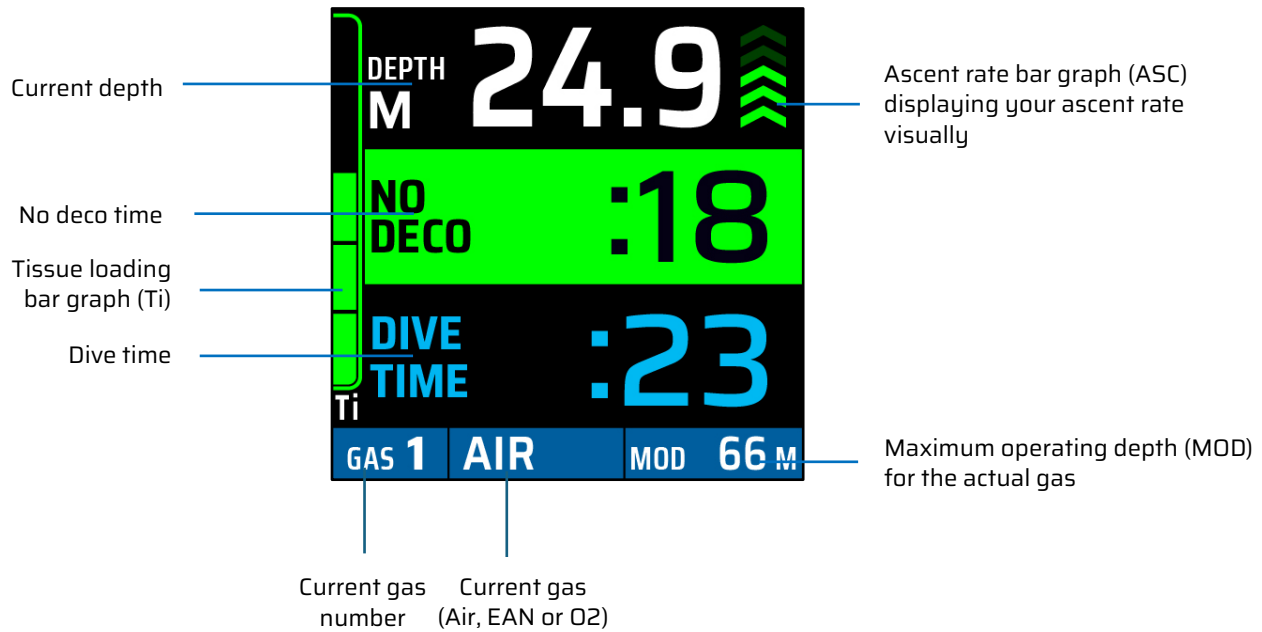 Current depth
DEPTH
M
24.9
Ascent rate bar graph (ASC)
displaying your ascent rate
visually
No deco time
NO
DECO
:18
Tissue loading
bar graph (Ti)
Dive time
DIVE
TIME
:23
Ti
GAS 1
AIR
MOD 66 M
Maximum operating depth (MOD)
for the actual gas
Current gas
number
Current gas
(Air, EAN or O2)